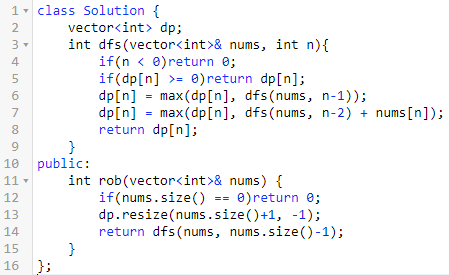 1 class Solution {
2     vector<int> dp;
3     int dfs(vector<int>& nums, int n){
4         if(n < 0)return 0;
5         if(dp[n] >= 0)return dp[n];
6         dp[n] = max(dp[n], dfs(nums, n-1));
7         dp[n] = max(dp[n], dfs(nums, n-2) + nums[n]);
8         return dp[n];
9     }
10 public:
11     int rob(vector<int>& nums) {
12         if(nums.size() == 0)return 0;
13         dp.resize(nums.size()+1, -1);
14         return dfs(nums, nums.size()-1);
15     }
16 };